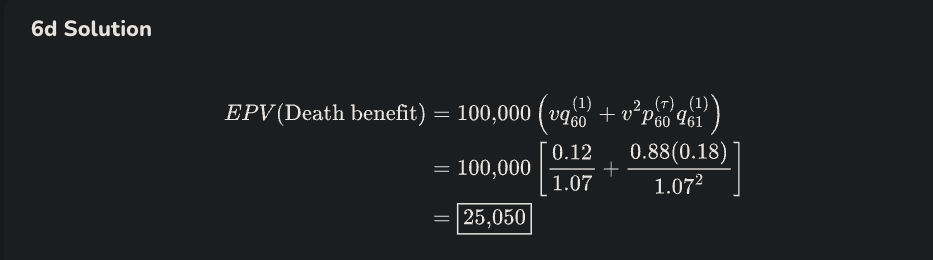 6d Solution
EPV(Death benefit) = 100,000 (vq_{60}^{(1)} + v^2 p_{60}^{(τ)} q_{61}^{(1)})
= 100,000 [0.12/1.07 + 0.88(0.18)/1.07^2]
= 25,050